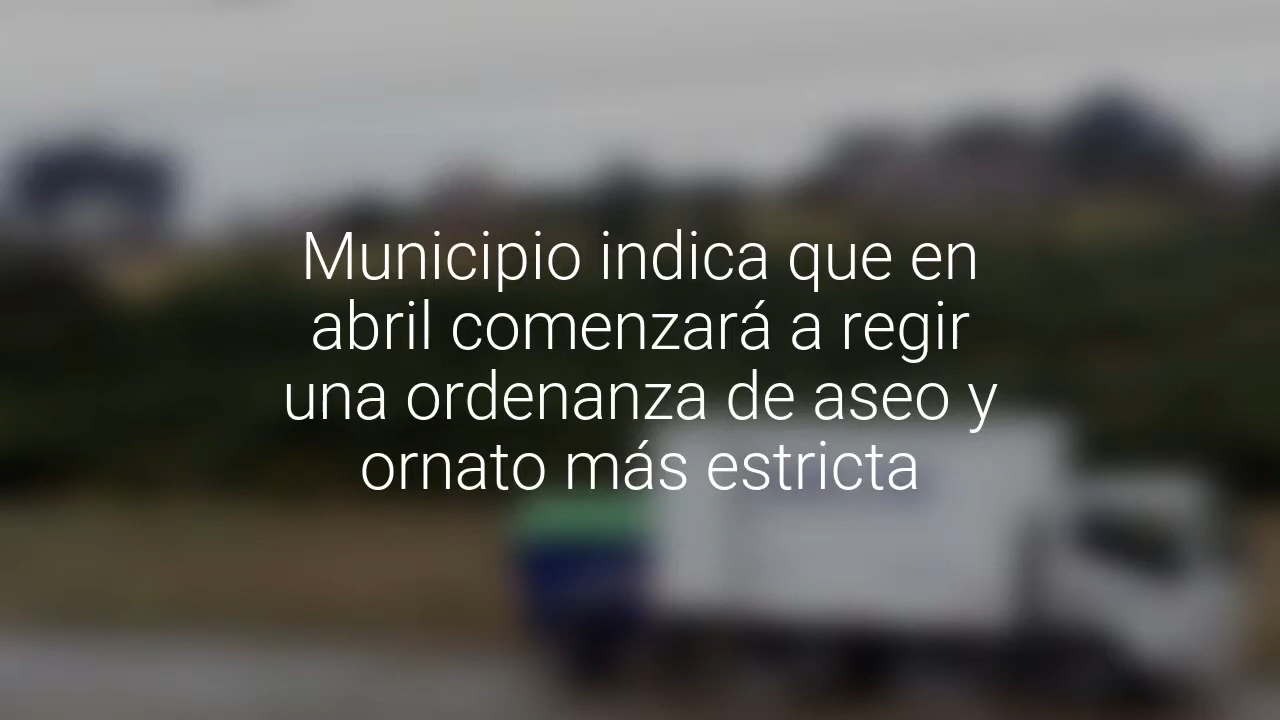 Municipio indica que en
abril comenzará a regir
una ordenanza de aseo y
ornato más estricta